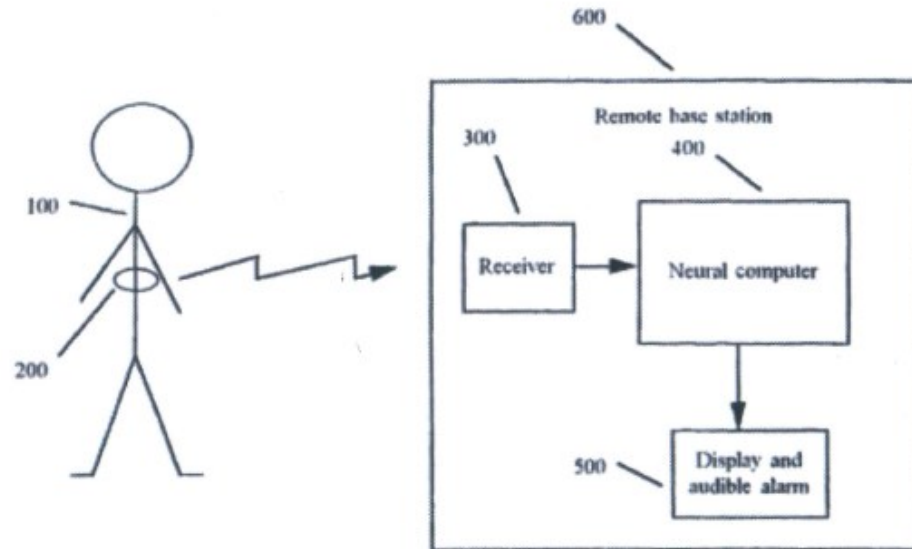 600
Remote base station
300
400
100
Receiver
Neural computer
200
500
Display and
audible alarm